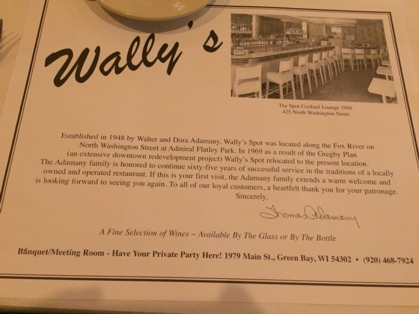 Wally's
The Spot Cocktail Lounge 1950
425 North Washington Street
Established in 1948 by Walter and Dora Adamany, Wally's Spot was located along the Fox River on
North Washington Street at Admiral Flatley Park. In 1969 as a result of the Gregby Plan
(an extensive downtown redevelopment project) Wally's Spot relocated to the present location.
The Adamany family is honored to continue sixty-five years of successful service in the traditions of a locally
owned and operated restaurant. If this is your first visit, the Adamany family extends a warm welcome and
is looking forward to seeing you again. To all of our loyal customers, a heartfelt thank you for your patronage.
Sincerely,
Thomas Adamany
A Fine Selection of Wines ~ Available By The Glass or By The Bottle
Banquet/Meeting Room - Have Your Private Party Here! 1979 Main St., Green Bay, WI 54302 • (920) 468-7924